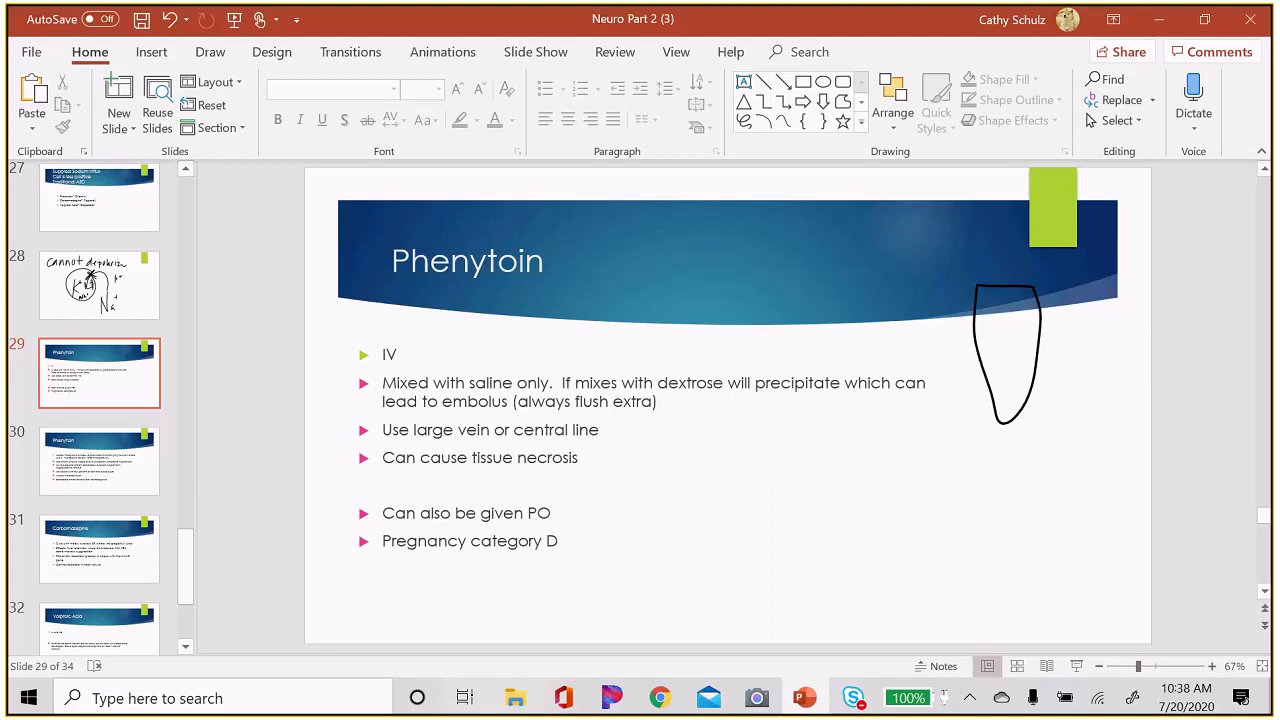 AutoSave Off
Neuro Part 2 (3)
Cathy Schulz
File Home Insert Draw Design Transitions Animations Slide Show Review View Help Search
Share Comments
Paste
New Slide
Reuse Slides
Layout
Reset
Section
Arrange
Quick Styles
Shape Fill
Shape Outline
Shape Effects
Find
Replace
Select
Dictate
Clipboard Slides Font Paragraph Drawing Editing Voice
27
Suppress Sodium Influx
28
cannot depolarize
K+
Na
29
Phenytoin
30
Phenytoin
31
Carbamazepine
32
Valproic Acid
Phenytoin
IV
Mixed with saline only. If mixes with dextrose will precipitate which can
lead to embolus (always flush extra)
Use large vein or central line
Can cause tissue necrosis
Can also be given PO
Pregnancy category D
Slide 29 of 34
Notes
67%
Type here to search
100%
10:38 AM
7/20/2020